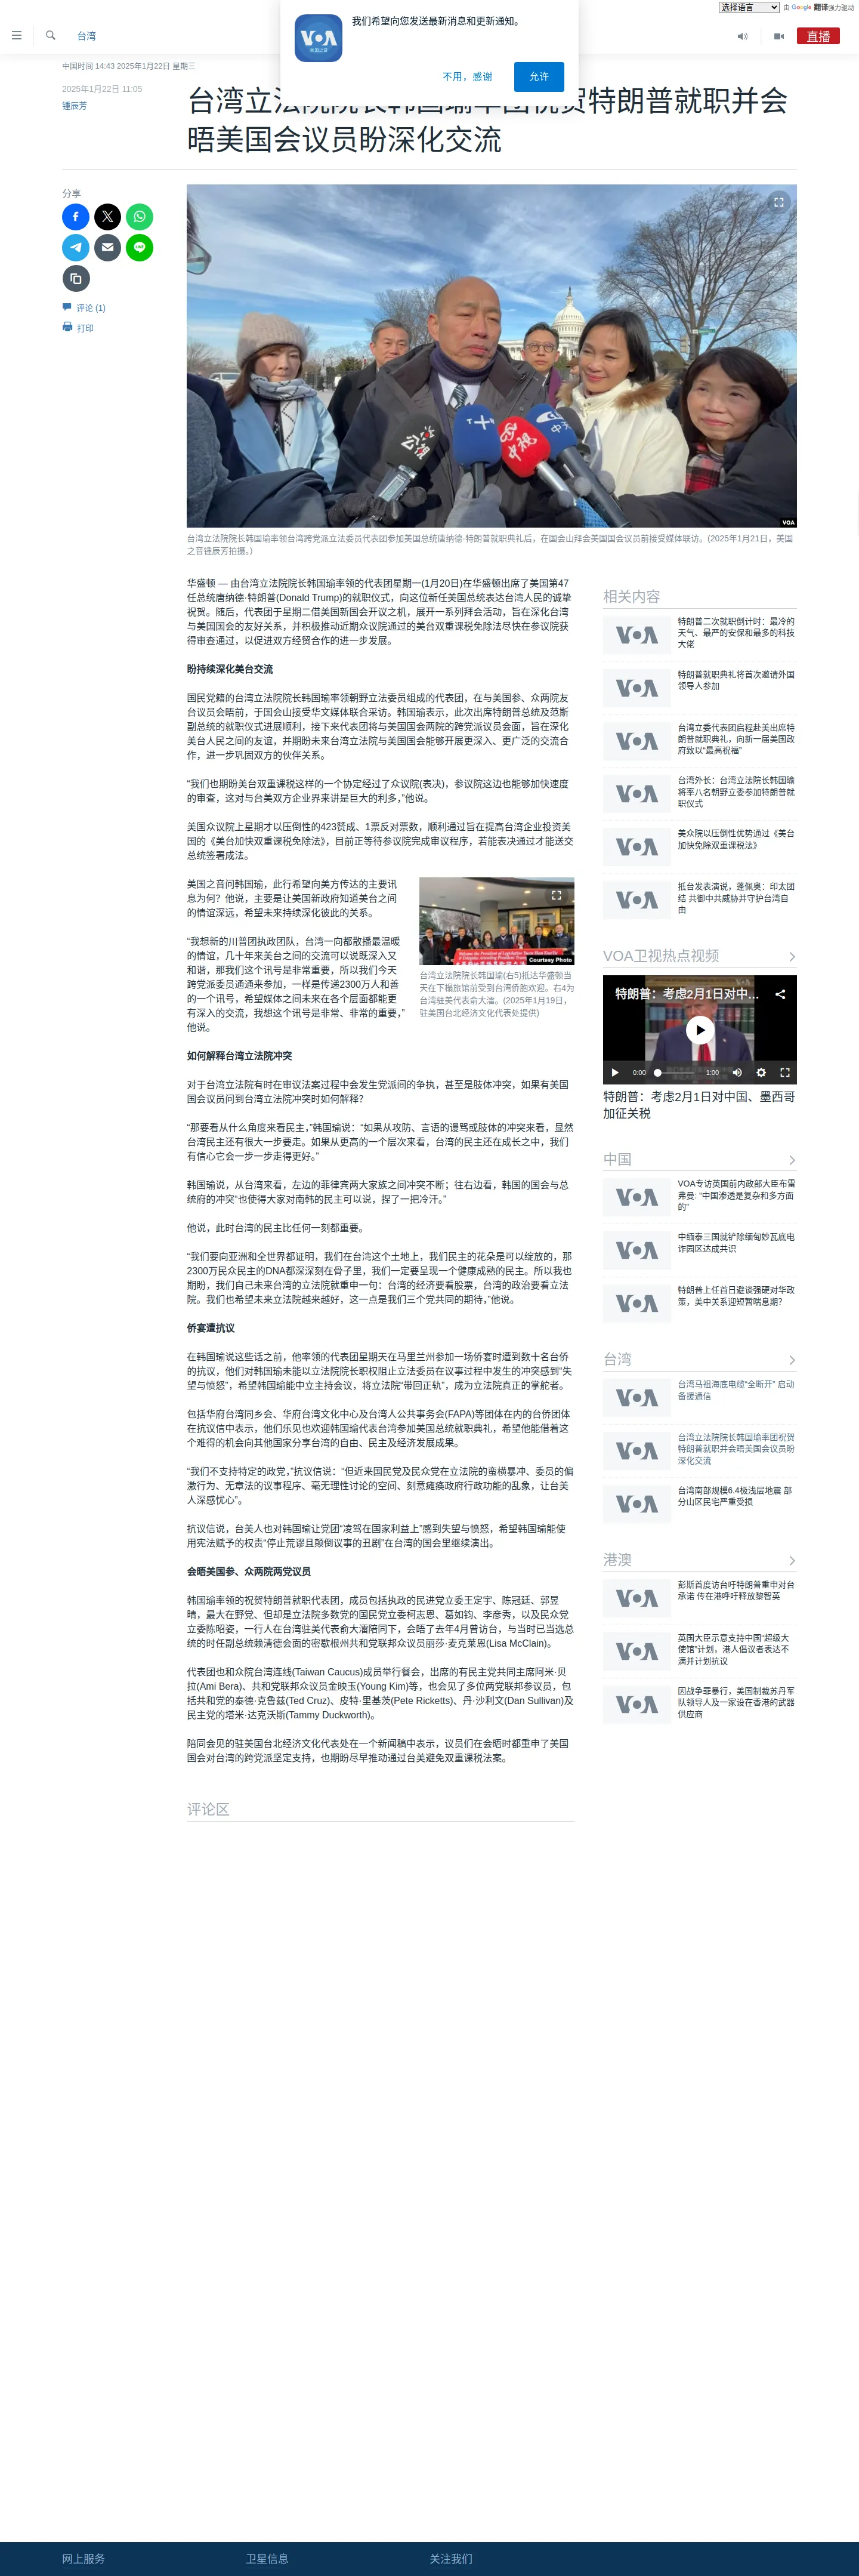 选择语言 由 Google 翻译强力驱动
我们希望向您发送最新消息和更新通知。
不用，感谢 允许
台湾
直播
中国时间 14:43 2025年1月22日 星期三
2025年1月22日 11:05
锺辰芳
贺特朗普就职并会
晤美国会议员盼深化交流
分享
评论 (1)
打印
VOA
台湾立法院院长韩国瑜率领台湾跨党派立法委员代表团参加美国总统唐纳德·特朗普就职典礼后，在国会山拜会美国国会议员前接受媒体联访。(2025年1月21日，美国
之音锺辰芳拍摄。）
华盛顿 — 由台湾立法院院长韩国瑜率领的代表团星期一(1月20日)在华盛顿出席了美国第47
任总统唐纳德·特朗普(Donald Trump)的就职仪式，向这位新任美国总统表达台湾人民的诚挚
祝贺。随后，代表团于星期二借美国新国会开议之机，展开一系列拜会活动，旨在深化台湾
与美国国会的友好关系，并积极推动近期众议院通过的美台双重课税免除法尽快在参议院获
得审查通过，以促进双方经贸合作的进一步发展。
盼持续深化美台交流
国民党籍的台湾立法院院长韩国瑜率领朝野立法委员组成的代表团，在与美国参、众两院友
台议员会晤前，于国会山接受华文媒体联合采访。韩国瑜表示，此次出席特朗普总统及范斯
副总统的就职仪式进展顺利，接下来代表团将与美国国会两院的跨党派议员会面，旨在深化
美台人民之间的友谊，并期盼未来台湾立法院与美国国会能够开展更深入、更广泛的交流合
作，进一步巩固双方的伙伴关系。
“我们也期盼美台双重课税这样的一个协定经过了众议院(表决)，参议院这边也能够加快速度
的审查，这对与台美双方企业界来讲是巨大的利多，”他说。
美国众议院上星期才以压倒性的423赞成、1票反对票数，顺利通过旨在提高台湾企业投资美
国的《美台加快双重课税免除法》，目前正等待参议院完成审议程序，若能表决通过才能送交
总统签署成法。
美国之音问韩国瑜，此行希望向美方传达的主要讯
息为何？他说，主要是让美国新政府知道美台之间
的情谊深远，希望未来持续深化彼此的关系。
Courtesy Photo
台湾立法院院长韩国瑜(右5)抵达华盛顿当
天在下榻旅馆前受到台湾侨胞欢迎。右4为
台湾驻美代表俞大㵢。(2025年1月19日，
驻美国台北经济文化代表处提供)
“我想新的川普团执政团队，台湾一向都散播最温暖
的情谊，几十年来美台之间的交流可以说既深入又
和谐，那我们这个讯号是非常重要，所以我们今天
跨党派委员通通来参加，一样是传递2300万人和善
的一个讯号，希望媒体之间未来在各个层面都能更
有深入的交流，我想这个讯号是非常、非常的重要，”
他说。
如何解释台湾立法院冲突
对于台湾立法院有时在审议法案过程中会发生党派间的争执，甚至是肢体冲突，如果有美国
国会议员问到台湾立法院冲突时如何解释？
“那要看从什么角度来看民主，”韩国瑜说：“如果从攻防、言语的谩骂或肢体的冲突来看，显然
台湾民主还有很大一步要走。如果从更高的一个层次来看，台湾的民主还在成长之中，我们
有信心它会一步一步走得更好。”
韩国瑜说，从台湾来看，左边的菲律宾两大家族之间冲突不断；往右边看，韩国的国会与总
统府的冲突“也使得大家对南韩的民主可以说，捏了一把冷汗。”
他说，此时台湾的民主比任何一刻都重要。
“我们要向亚洲和全世界都证明，我们在台湾这个土地上，我们民主的花朵是可以绽放的，那
2300万民众民主的DNA都深深刻在骨子里，我们一定要呈现一个健康成熟的民主。所以我也
期盼，我们自己未来台湾的立法院就重申一句：台湾的经济要看股票，台湾的政治要看立法
院。我们也希望未来立法院越来越好，这一点是我们三个党共同的期待，”他说。
侨宴遭抗议
在韩国瑜说这些话之前，他率领的代表团星期天在马里兰州参加一场侨宴时遭到数十名台侨
的抗议，他们对韩国瑜未能以立法院院长职权阻止立法委员在议事过程中发生的冲突感到“失
望与愤怒”，希望韩国瑜能中立主持会议，将立法院“带回正轨”，成为立法院真正的掌舵者。
包括华府台湾同乡会、华府台湾文化中心及台湾人公共事务会(FAPA)等团体在内的台侨团体
在抗议信中表示，他们乐见也欢迎韩国瑜代表台湾参加美国总统就职典礼，希望他能借着这
个难得的机会向其他国家分享台湾的自由、民主及经济发展成果。
“我们不支持特定的政党，”抗议信说：“但近来国民党及民众党在立法院的蛮横暴冲、委员的偏
激行为、无章法的议事程序、毫无理性讨论的空间、刻意瘫痪政府行政功能的乱象，让台美
人深感忧心”。
抗议信说，台美人也对韩国瑜让党团“凌驾在国家利益上”感到失望与愤怒，希望韩国瑜能使
用宪法赋予的权责“停止荒谬且颠倒议事的丑剧”在台湾的国会里继续演出。
会晤美国参、众两院两党议员
韩国瑜率领的祝贺特朗普就职代表团，成员包括执政的民进党立委王定宇、陈冠廷、郭昱
晴，最大在野党、但却是立法院多数党的国民党立委柯志恩、葛如钧、李彦秀，以及民众党
立委陈昭姿，一行人在台湾驻美代表俞大㵢陪同下，会晤了去年4月曾访台，与当时已当选总
统的时任副总统赖清德会面的密歇根州共和党联邦众议员丽莎·麦克莱恩(Lisa McClain)。
代表团也和众院台湾连线(Taiwan Caucus)成员举行餐会，出席的有民主党共同主席阿米·贝
拉(Ami Bera)、共和党联邦众议员金映玉(Young Kim)等，也会见了多位两党联邦参议员，包
括共和党的泰德·克鲁兹(Ted Cruz)、皮特·里基茨(Pete Ricketts)、丹·沙利文(Dan Sullivan)及
民主党的塔米·达克沃斯(Tammy Duckworth)。
陪同会见的驻美国台北经济文化代表处在一个新闻稿中表示，议员们在会晤时都重申了美国
国会对台湾的跨党派坚定支持，也期盼尽早推动通过台美避免双重课税法案。
评论区
相关内容
特朗普二次就职倒计时：最冷的
天气、最严的安保和最多的科技
大佬
特朗普就职典礼将首次邀请外国
领导人参加
台湾立委代表团启程赴美出席特
朗普就职典礼，向新一届美国政
府致以“最高祝福”
台湾外长：台湾立法院长韩国瑜
将率八名朝野立委参加特朗普就
职仪式
美众院以压倒性优势通过《美台
加快免除双重课税法》
抵台发表演说，蓬佩奥：印太团
结 共御中共威胁并守护台湾自
由
VOA卫视热点视频
特朗普：考虑2月1日对中...
0:00 1:00
特朗普：考虑2月1日对中国、墨西哥
加征关税
中国
VOA专访英国前内政部大臣布雷
弗曼: “中国渗透是复杂和多方面
的”
中缅泰三国就铲除缅甸妙瓦底电
诈园区达成共识
特朗普上任首日避谈强硬对华政
策，美中关系迎短暂喘息期？
台湾
台湾马祖海底电缆“全断开” 启动
备援通信
台湾立法院院长韩国瑜率团祝贺
特朗普就职并会晤美国会议员盼
深化交流
台湾南部规模6.4极浅层地震 部
分山区民宅严重受损
港澳
彭斯首度访台吁特朗普重申对台
承诺 传在港呼吁释放黎智英
英国大臣示意支持中国“超级大
使馆”计划，港人倡议者表达不
满并计划抗议
因战争罪暴行，美国制裁苏丹军
队领导人及一家设在香港的武器
供应商
网上服务 卫星信息 关注我们